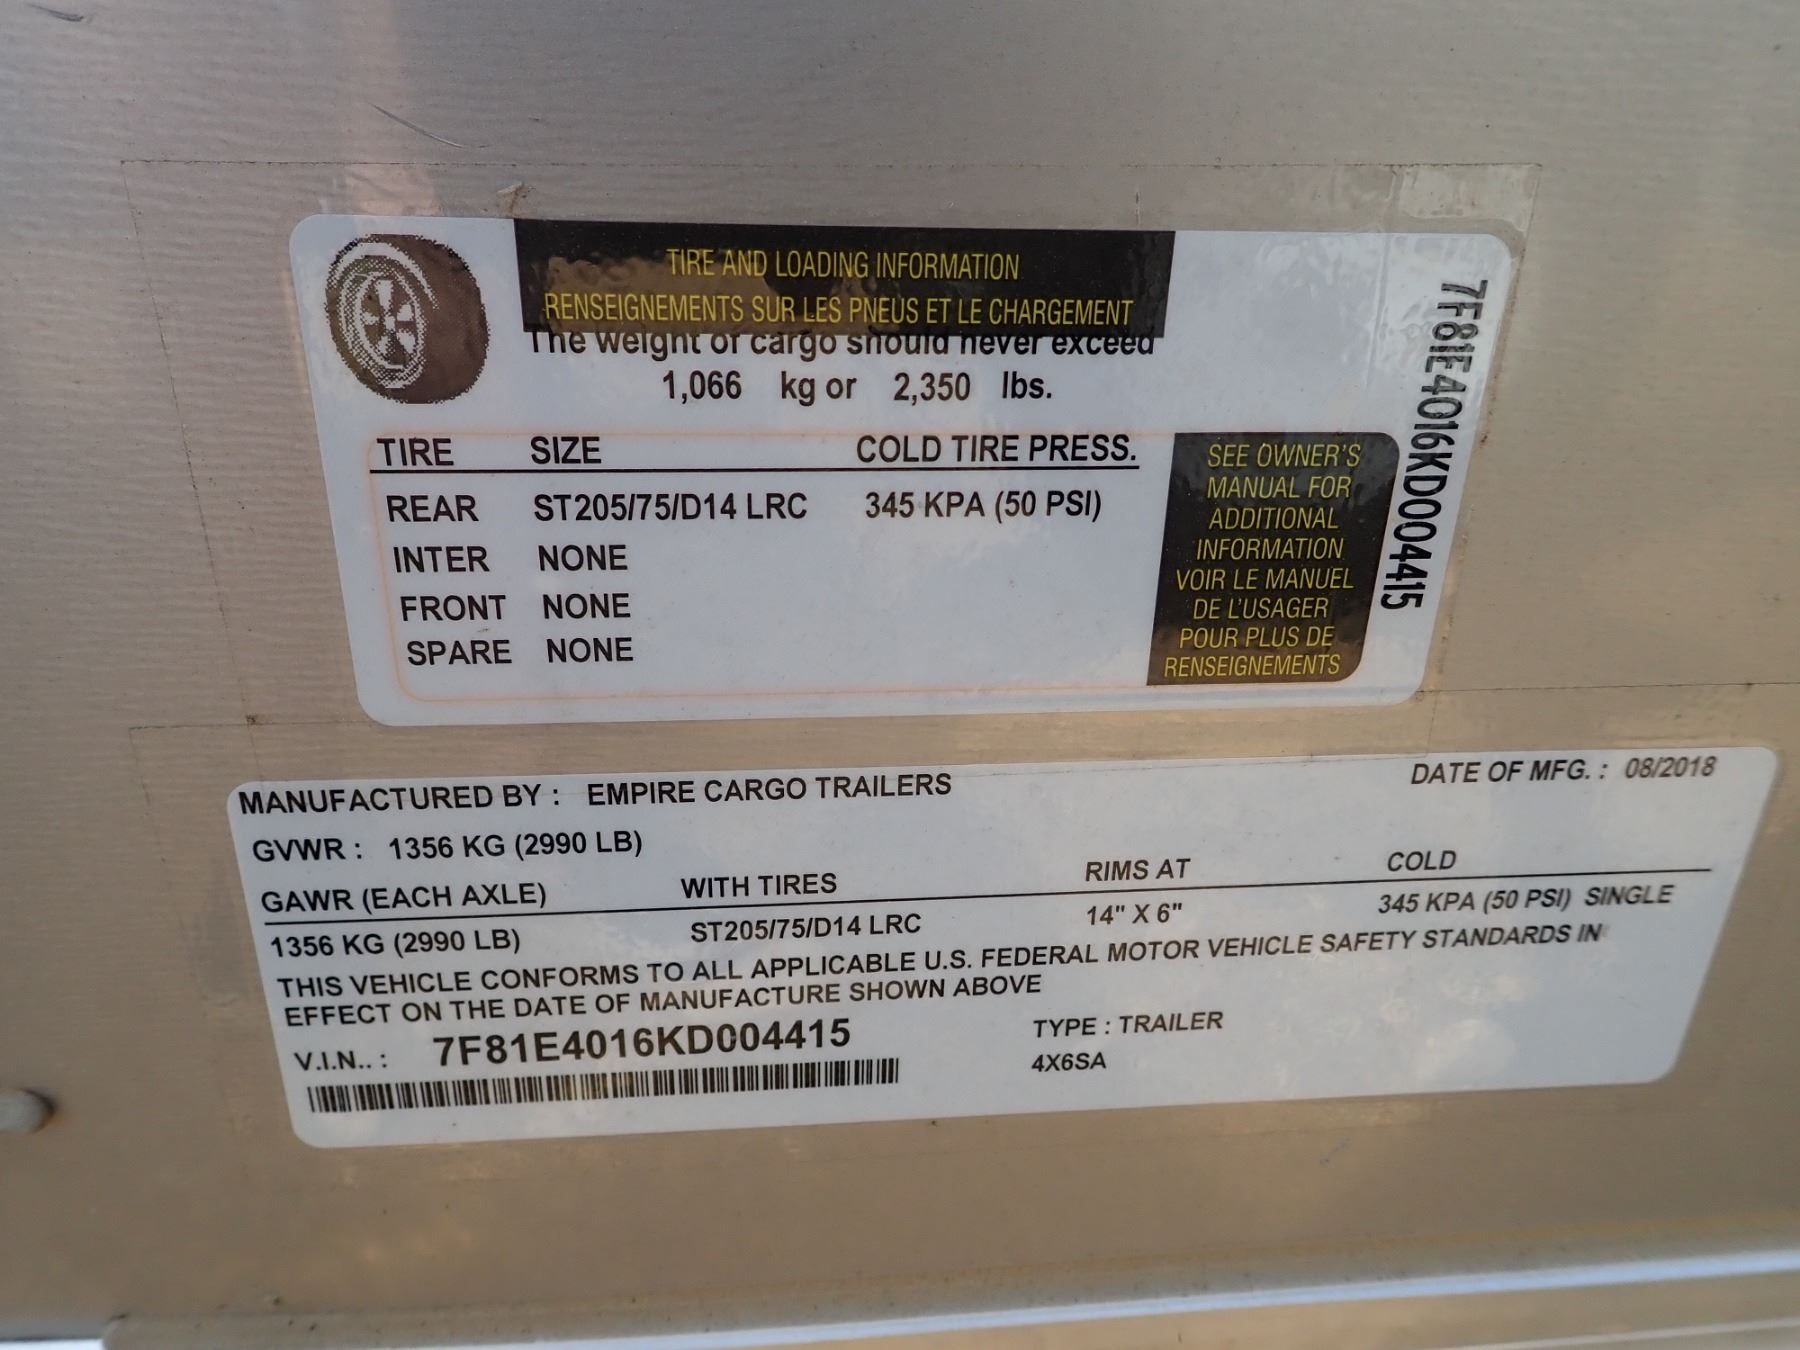 TIRE AND LOADING INFORMATION
RENSEIGNEMENTS SUR LES PNEUS ET LE CHARGEMENT
The weight of cargo should never exceed
1,066 kg or 2,350 lbs.
TIRE SIZE COLD TIRE PRESS.
REAR ST205/75/D14 LRC 345 KPA (50 PSI)
INTER NONE
FRONT NONE
SPARE NONE
SEE OWNER'S
MANUAL FOR
ADDITIONAL
INFORMATION
VOIR LE MANUEL
DE L'USAGER
POUR PLUS DE
RENSEIGNEMENTS
7F81E4016KD004415
MANUFACTURED BY : EMPIRE CARGO TRAILERS DATE OF MFG. : 08/2018
GVWR : 1356 KG (2990 LB)
GAWR (EACH AXLE) WITH TIRES RIMS AT COLD
1356 KG (2990 LB) ST205/75/D14 LRC 14" X 6" 345 KPA (50 PSI) SINGLE
THIS VEHICLE CONFORMS TO ALL APPLICABLE U.S. FEDERAL MOTOR VEHICLE SAFETY STANDARDS IN
EFFECT ON THE DATE OF MANUFACTURE SHOWN ABOVE
V.I.N.. : 7F81E4016KD004415 TYPE : TRAILER
4X6SA